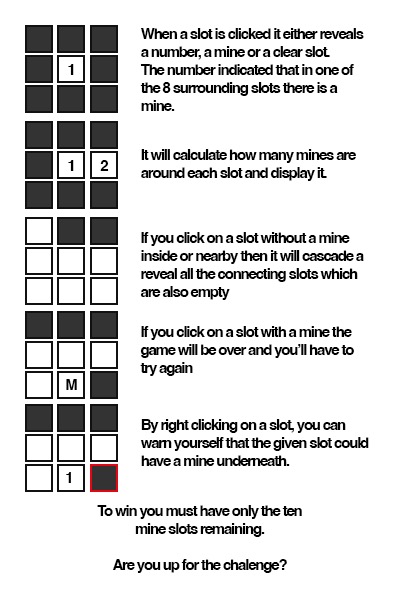 When a slot is clicked it either reveals
a number, a mine or a clear slot.
The number indicated that in one of
the 8 surrounding slots there is a
mine.
1
It will calculate how many mines are
around each slot and display it.
1 2
If you click on a slot without a mine
inside or nearby then it will cascade a
reveal all the connecting slots which
are also empty
If you click on a slot with a mine the
game will be over and you'll have to
try again
M
By right clicking on a slot, you can
warn yourself that the given slot could
have a mine underneath.
1
To win you must have only the ten
mine slots remaining.
Are you up for the chalenge?